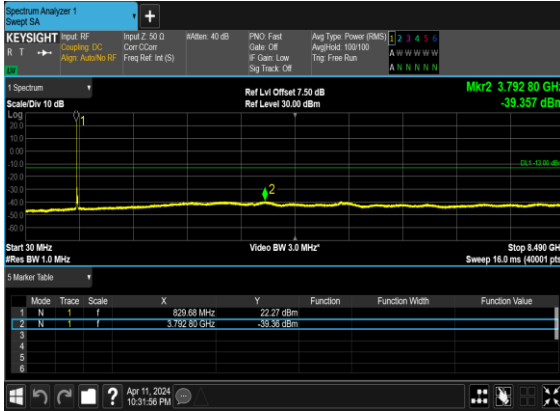 Spectrum Analyzer 1
Swept SA
+
KEYSIGHT Input: RF Input Z: 50 Ω #Atten: 40 dB PNO: Fast Avg Type: Power (RMS) 1 2 3 4 5 6
R T Coupling: DC Corr CCorr Gate: Off Avg|Hold: 100/100 A W W W W W
Align: Auto/No RF Freq Ref: Int (S) IF Gain: Low Trig: Free Run
Sig Track: Off A N N N N N
1 Spectrum Ref Lvl Offset 7.50 dB Mkr2 3.792 80 GHz
Scale/Div 10 dB Ref Level 30.00 dBm -39.357 dBm
Log
20.0
10.0
0.00
-10.0
-20.0
-30.0
-40.0
-50.0
-60.0
1
DL1 -13.00 dBm
2
Start 30 MHz Video BW 3.0 MHz* Stop 8.490 GHz
#Res BW 1.0 MHz Sweep 16.0 ms (40001 pts)
5 Marker Table
Mode Trace Scale X Y Function Function Width Function Value
1 N 1 f 829.68 MHz 22.27 dBm
2 N 1 f 3.792 80 GHz -39.36 dBm
3
4
5
6
? Apr 11, 2024
10:31:56 PM